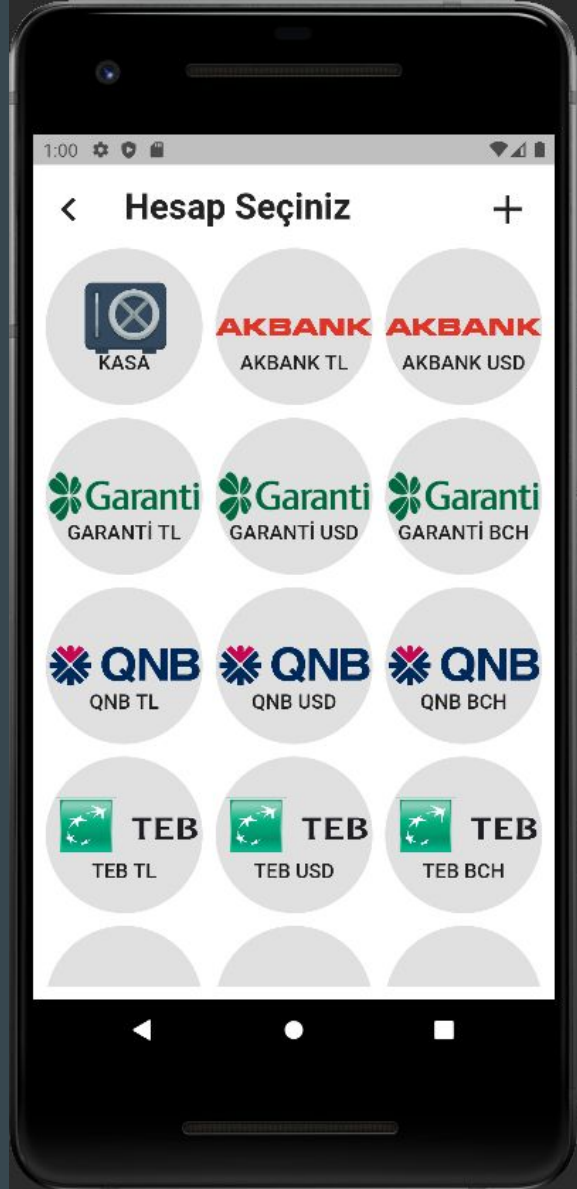 1:00
Hesap Seçiniz
KASA
AKBANK
AKBANK TL
AKBANK
AKBANK USD
Garanti
GARANTİ TL
Garanti
GARANTİ USD
Garanti
GARANTİ BCH
QNB
QNB TL
QNB
QNB USD
QNB
QNB BCH
TEB
TEB TL
TEB
TEB USD
TEB
TEB BCH